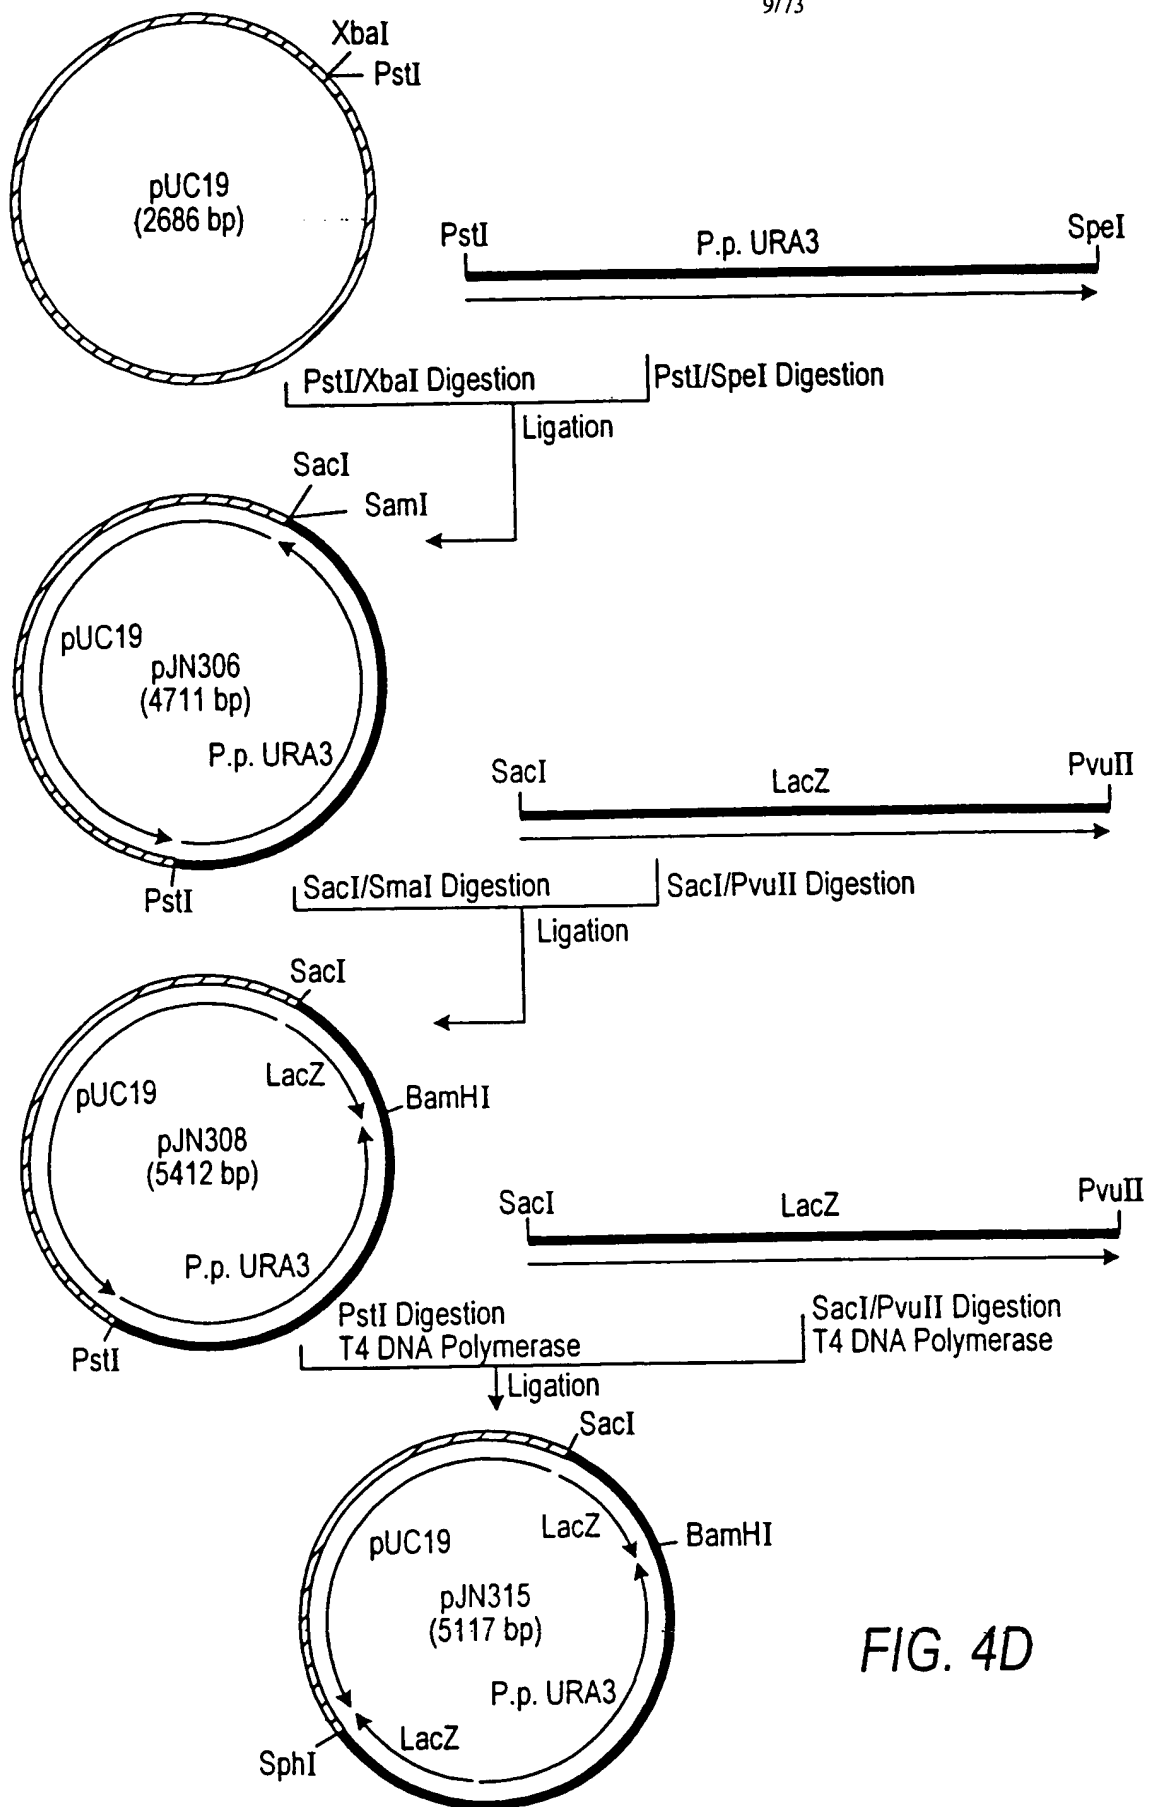 9/73
XbaI
PstI
pUC19
(2686 bp)
PstI
P.p. URA3
SpeI
PstI/XbaI Digestion
PstI/SpeI Digestion
Ligation
SacI
SamI
pUC19
pJN306
(4711 bp)
P.p. URA3
PstI
SacI
LacZ
PvuII
SacI/SmaI Digestion
SacI/PvuII Digestion
Ligation
SacI
LacZ
pUC19
BamHI
pJN308
(5412 bp)
P.p. URA3
PstI
SacI
LacZ
PvuII
PstI Digestion
T4 DNA Polymerase
SacI/PvuII Digestion
T4 DNA Polymerase
Ligation
SacI
LacZ
pUC19
BamHI
pJN315
(5117 bp)
P.p. URA3
LacZ
SphI
FIG. 4D